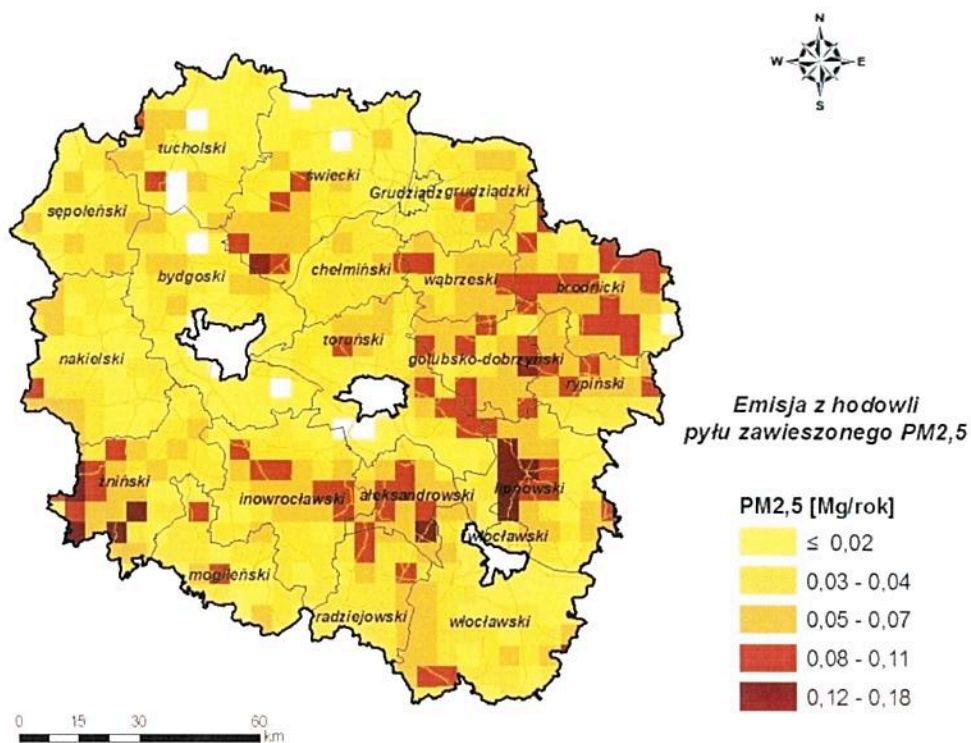 N
W E
S
tucholski
świecki
Grudziądz grudziądzki
sępoleński
bydgoski
chełmiński
wąbrzeski
brodnicki
toruński
nakielski
golubsko-dobrzyński
rypiński
Emisja z hodowli
pyłu zawieszonego PM2,5
żniński
inowrocławski
aleksandrowski
lipnowski
włocławski
mogileński
radziejowski
włocławski
PM2,5 [Mg/rok]
≤ 0,02
0,03 - 0,04
0,05 - 0,07
0,08 - 0,11
0,12 - 0,18
0 15 30 60
km